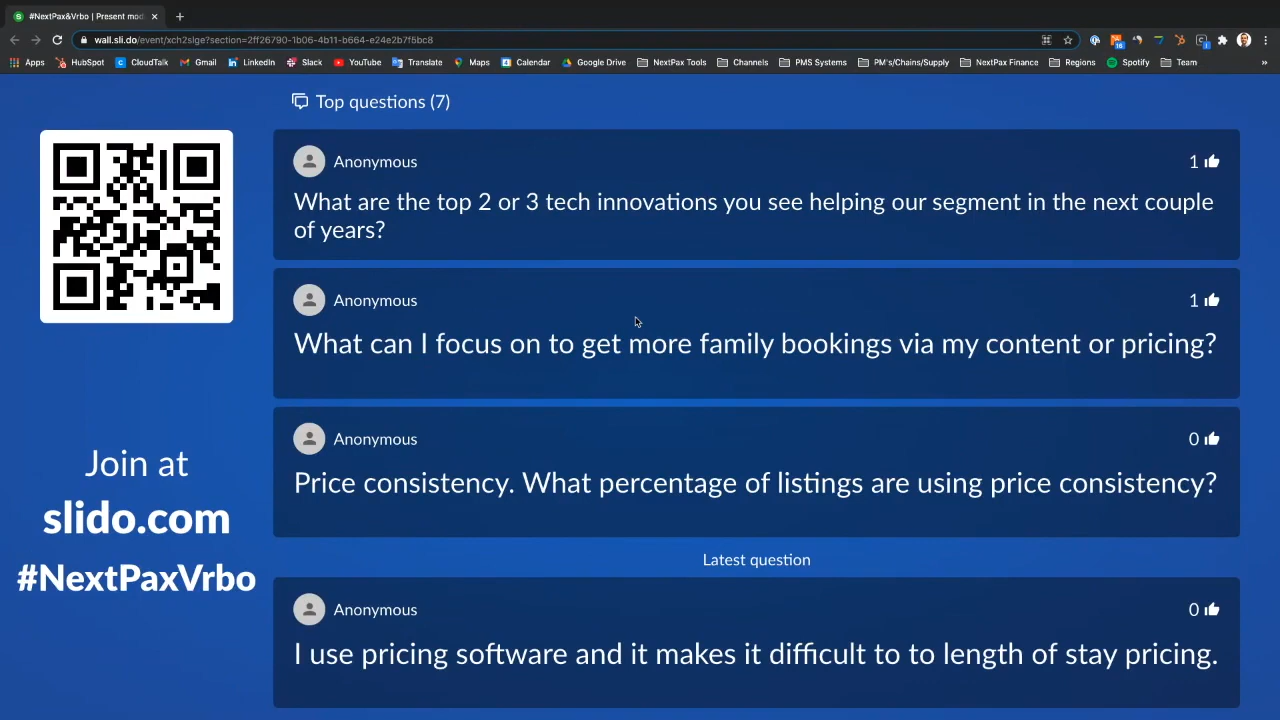 #NextPax&Vrbo | Present mod
wall.sli.do/event/xch2slge?section=2ff26790-1b06-4b11-b664-e24e2b7f5bc8
Apps HubSpot CloudTalk Gmail LinkedIn Slack YouTube Translate Maps Calendar Google Drive NextPax Tools Channels PMS Systems PM's/Chains/Supply NextPax Finance Regions Spotify Team »
Top questions (7)
Anonymous 1
What are the top 2 or 3 tech innovations you see helping our segment in the next couple
of years?
Anonymous 1
What can I focus on to get more family bookings via my content or pricing?
Anonymous 0
Price consistency. What percentage of listings are using price consistency?
Latest question
Anonymous 0
I use pricing software and it makes it difficult to to length of stay pricing.
Join at
slido.com
#NextPaxVrbo